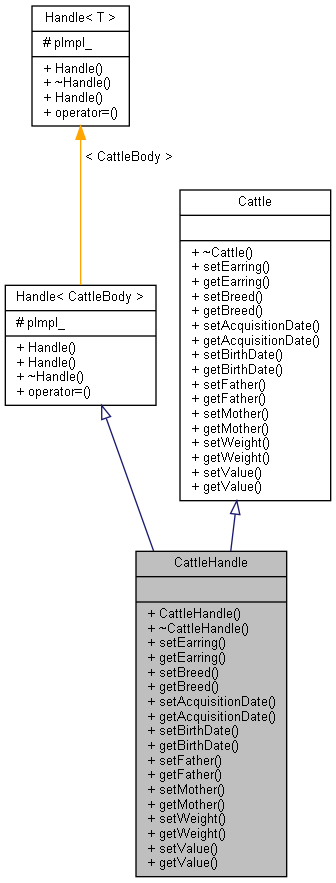 Handle< T >
# pImpl_
+ Handle()
+ ~Handle()
+ Handle()
+ operator=()
< CattleBody >
Cattle
+ ~Cattle()
+ setEarring()
+ getEarring()
+ setBreed()
+ getBreed()
+ setAcquisitionDate()
+ getAcquisitionDate()
+ setBirthDate()
+ getBirthDate()
+ setFather()
+ getFather()
+ setMother()
+ getMother()
+ setWeight()
+ getWeight()
+ setValue()
+ getValue()
Handle< CattleBody >
# pImpl_
+ Handle()
+ Handle()
+ ~Handle()
+ operator=()
CattleHandle
+ CattleHandle()
+ ~CattleHandle()
+ setEarring()
+ getEarring()
+ setBreed()
+ getBreed()
+ setAcquisitionDate()
+ getAcquisitionDate()
+ setBirthDate()
+ getBirthDate()
+ setFather()
+ getFather()
+ setMother()
+ getMother()
+ setWeight()
+ getWeight()
+ setValue()
+ getValue()